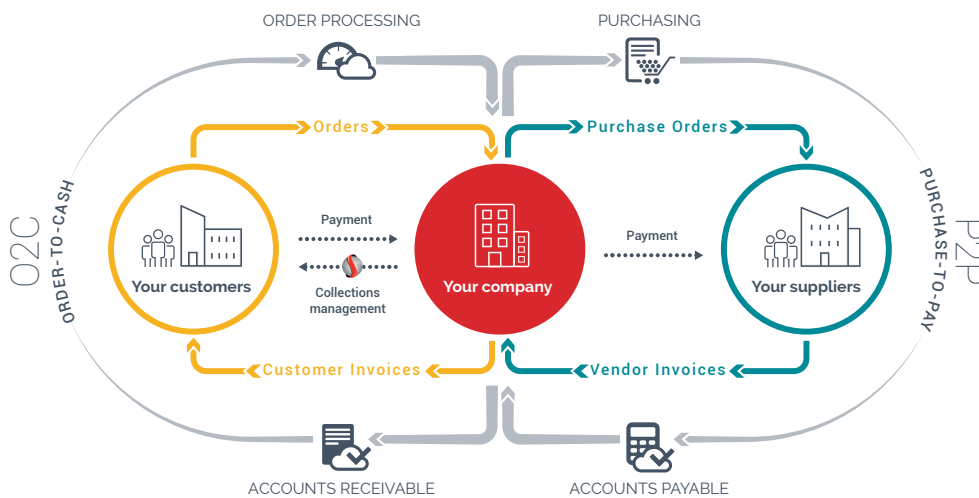 ORDER PROCESSING
PURCHASING
Orders
Purchase Orders
O2C
ORDER-TO-CASH
Payment
Collections
management
Payment
Your customers
Your company
Your suppliers
PURCHASE-TO-PAY
P2P
Customer Invoices
Vendor Invoices
ACCOUNTS RECEIVABLE
ACCOUNTS PAYABLE